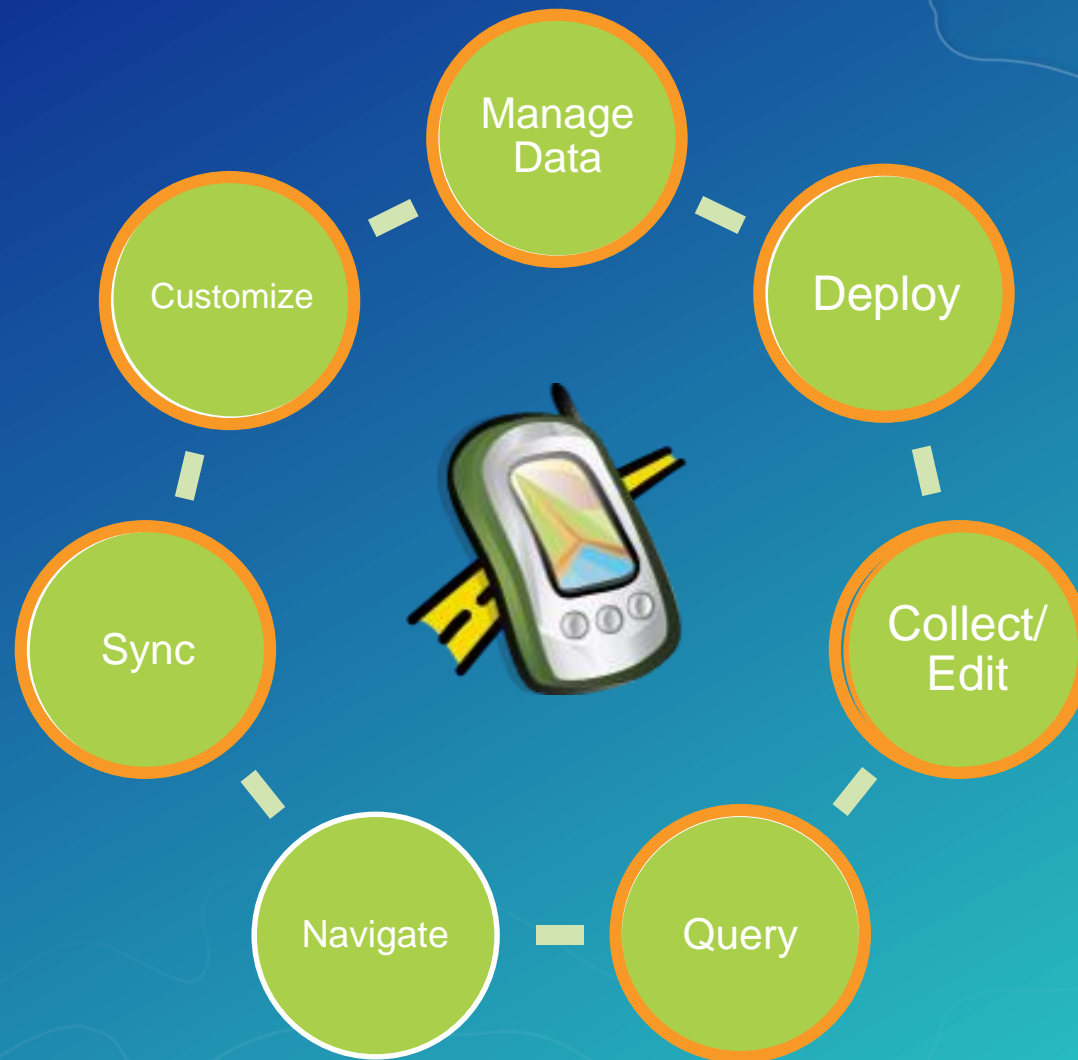 Manage
Data
Deploy
Collect/
Edit
Query
Navigate
Sync
Customize